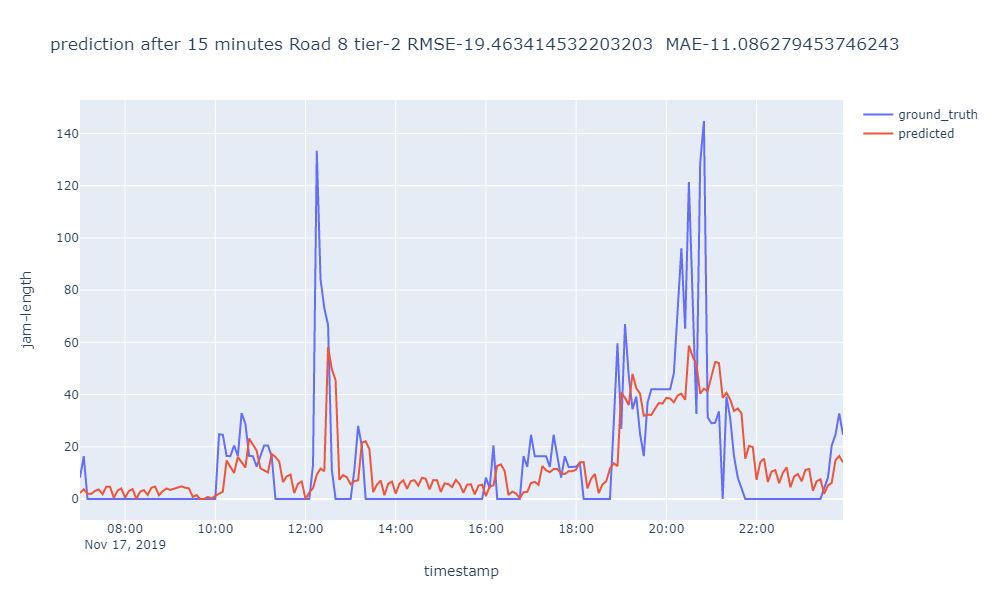 prediction after 15 minutes Road 8 tier-2 RMSE-19.463414532203203  MAE-11.086279453746243
ground_truth
predicted
140
120
100
80
60
40
20
0
jam-length
08:00 10:00 12:00 14:00 16:00 18:00 20:00 22:00
Nov 17, 2019
timestamp